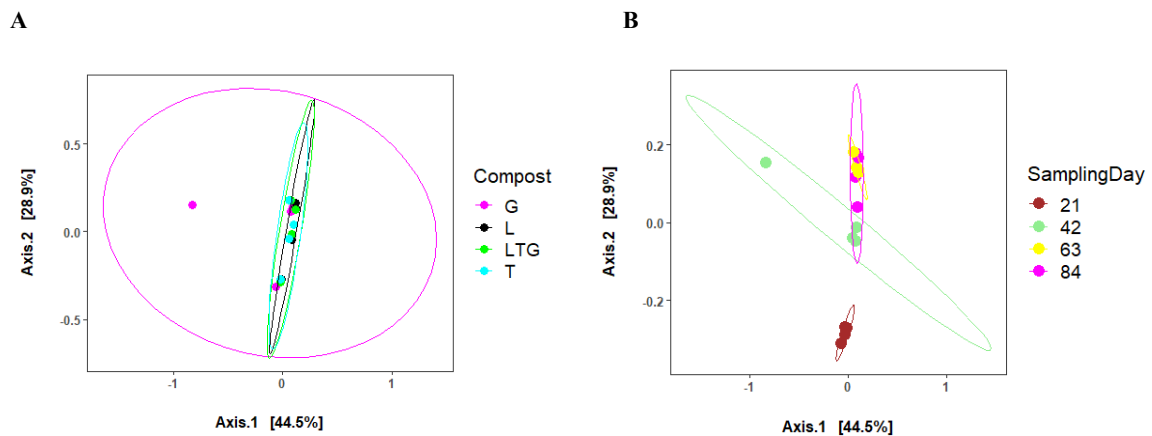 A
B
0.5
0.0
-0.5
Axis.2 [28.9%]
-1
0
1
Axis.1 [44.5%]
Compost
G
L
LTG
T
0.2
0.0
-0.2
Axis.2 [28.9%]
-1
0
1
Axis.1 [44.5%]
SamplingDay
21
42
63
84